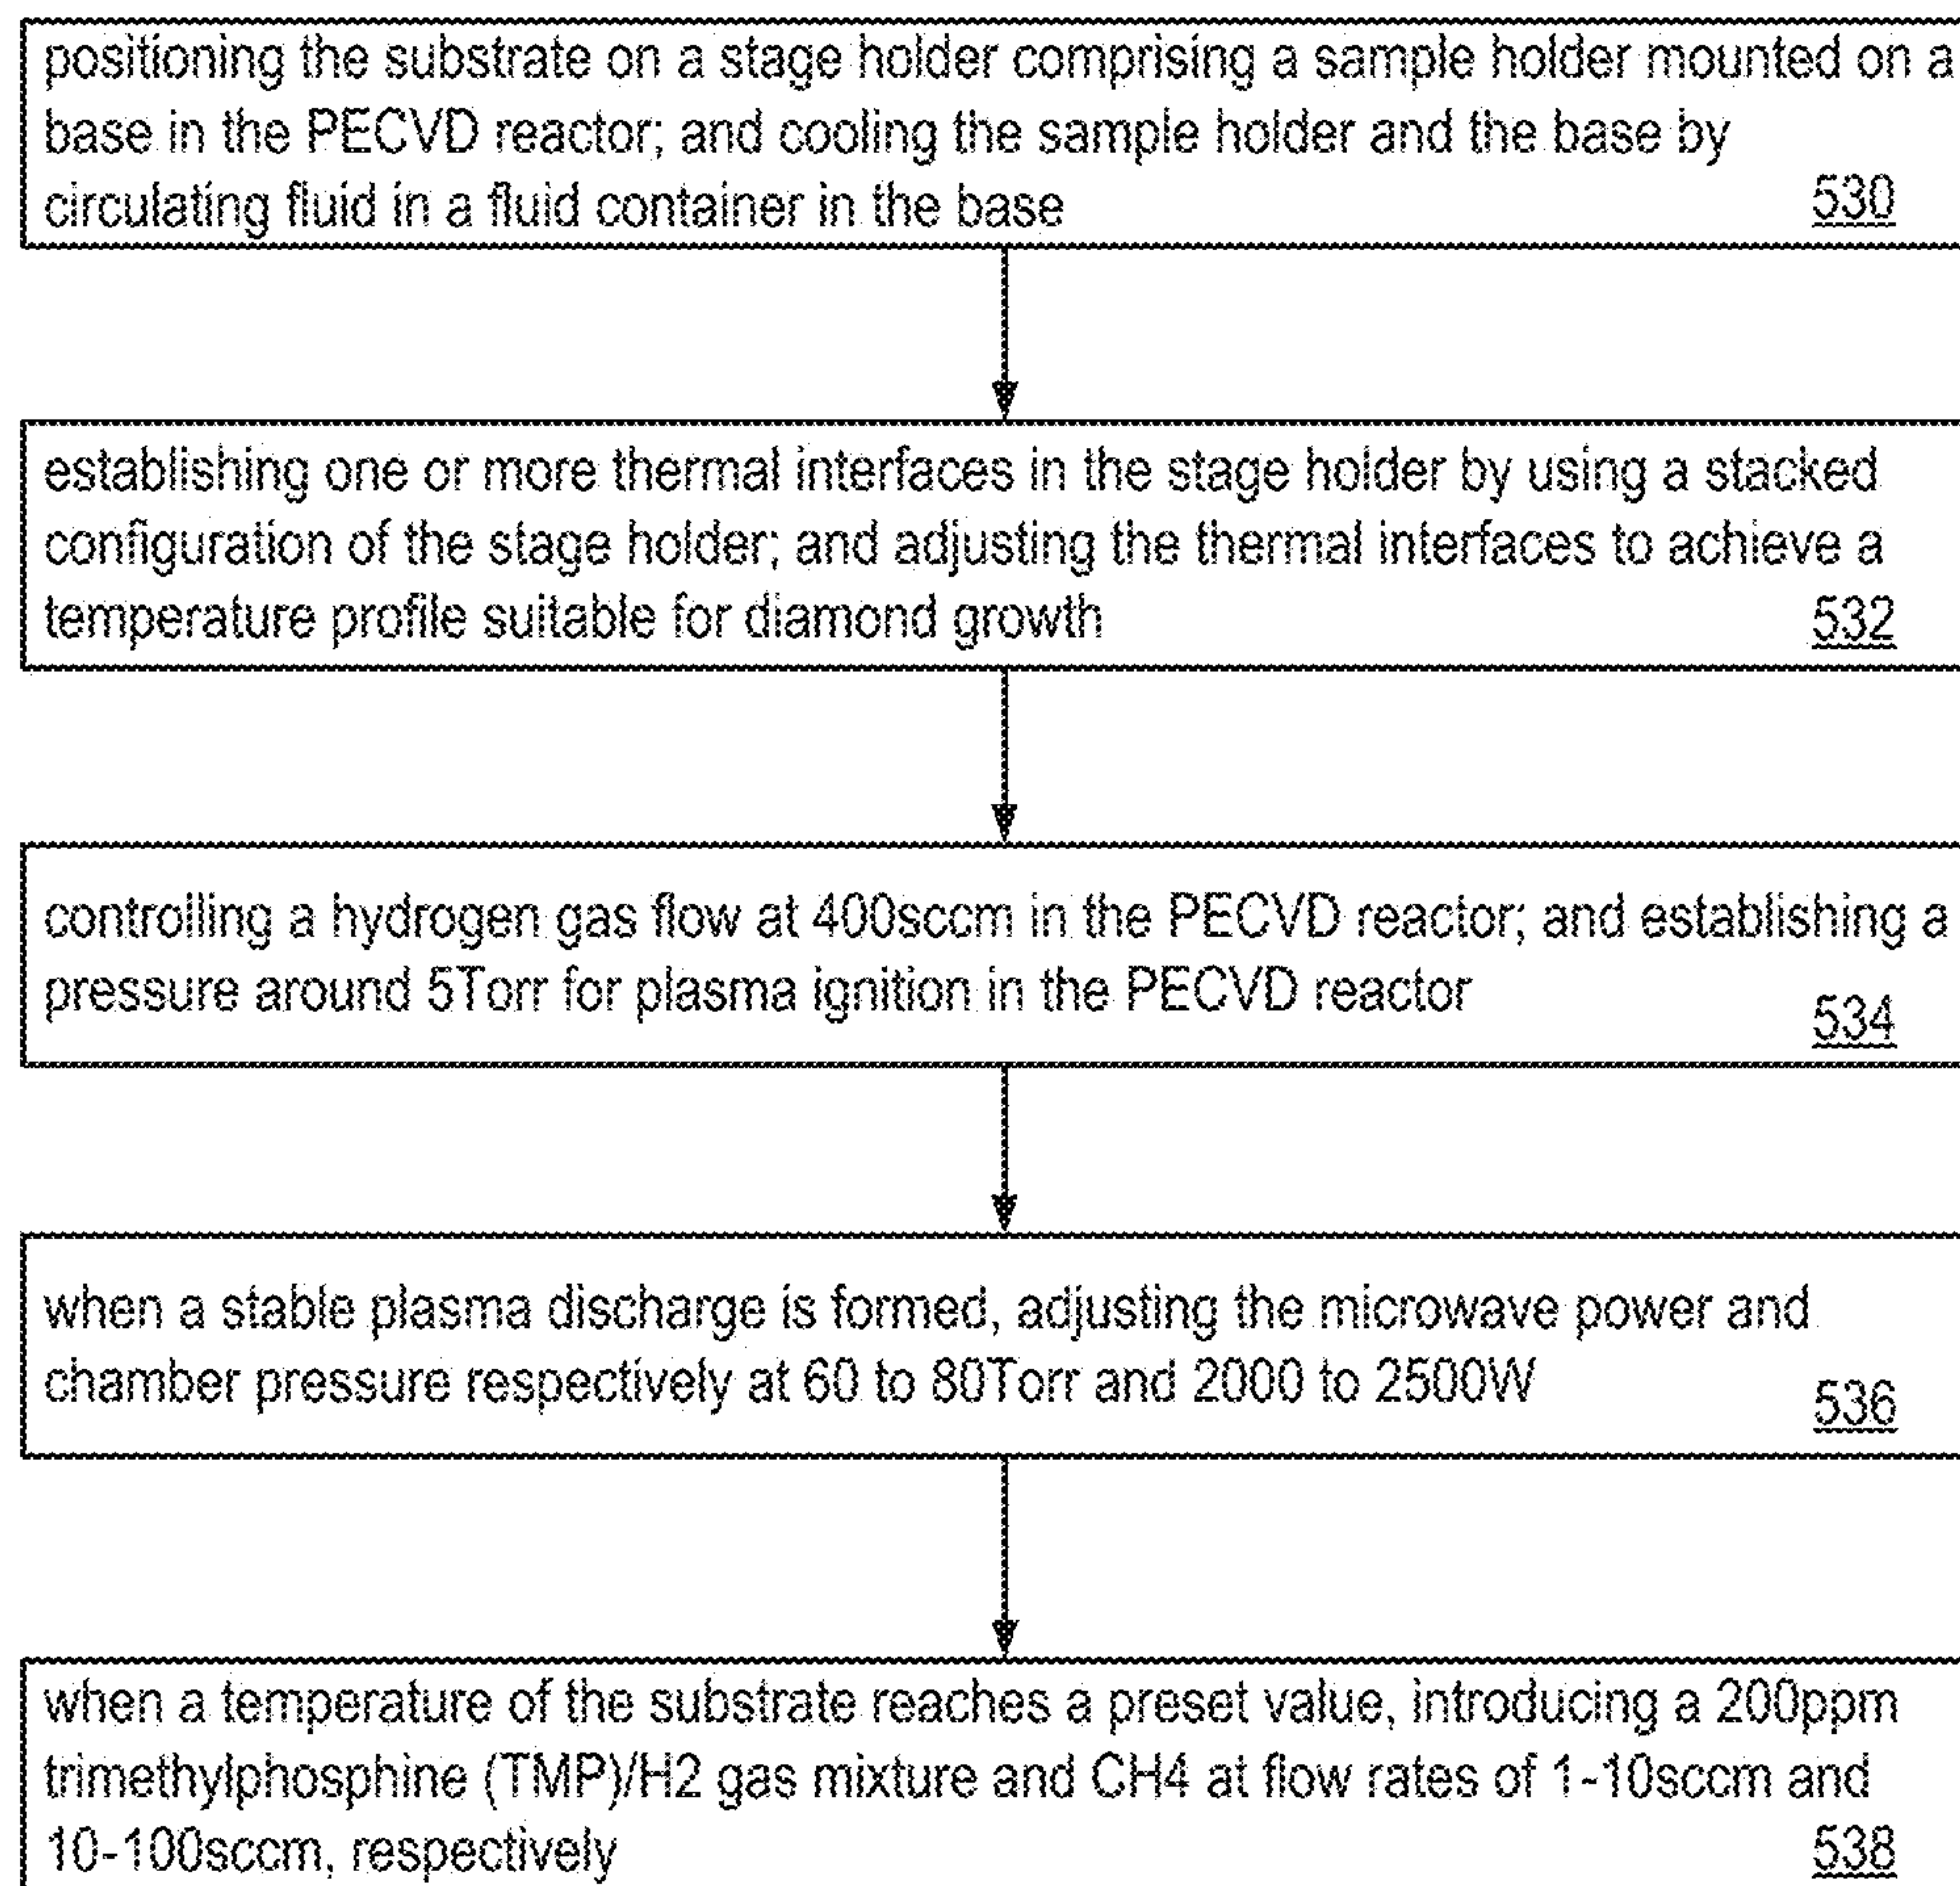 positioning the substrate on a stage holder comprising a sample holder mounted on a
base in the PECVD reactor; and cooling the sample holder and the base by
circulating fluid in a fluid container in the base 530
establishing one or more thermal interfaces in the stage holder by using a stacked
configuration of the stage holder; and adjusting the thermal interfaces to achieve a
temperature profile suitable for diamond growth 532
controlling a hydrogen gas flow at 400sccm in the PECVD reactor; and establishing a
pressure around 5Torr for plasma ignition in the PECVD reactor
534
when a stable plasma discharge is formed, adjusting the microwave power and
chamber pressure respectively at 60 to 80Torr and 2000 to 2500W
536
when a temperature of the substrate reaches a preset value, introducing a 200ppm
trimethylphosphine (TMP)/H2 gas mixture and CH4 at flow rates of 1-10sccm and
10-100sccm, respectively 538